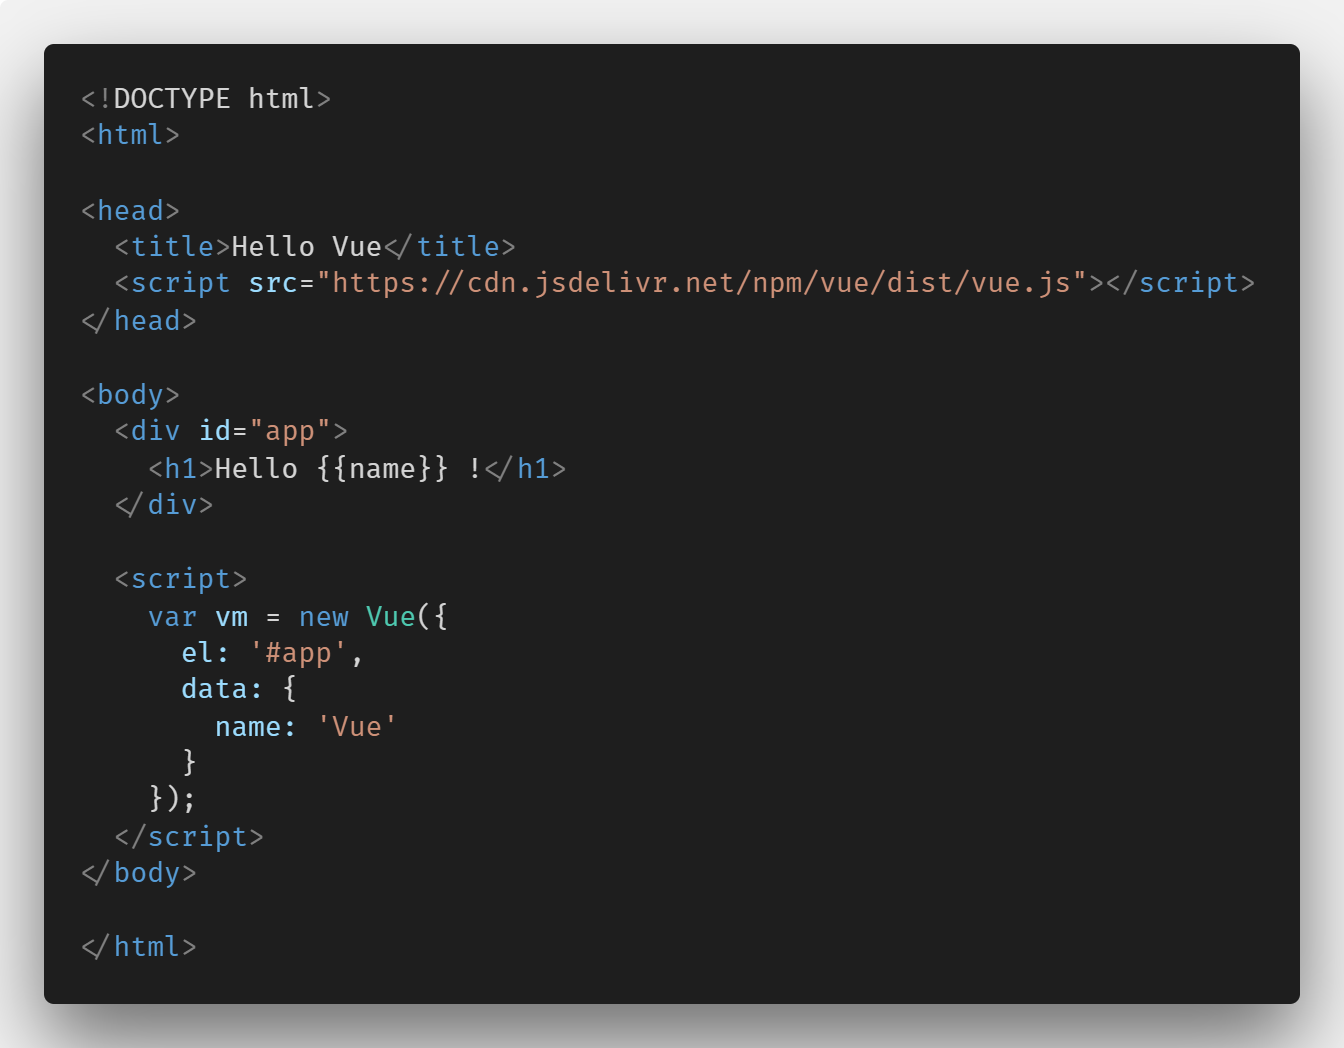 <!DOCTYPE html>
<html>

<head>
  <title>Hello Vue</title>
  <script src="https://cdn.jsdelivr.net/npm/vue/dist/vue.js"></script>
</head>

<body>
  <div id="app">
    <h1>Hello {{name}} !</h1>
  </div>

  <script>
    var vm = new Vue({
      el: '#app',
      data: {
        name: 'Vue'
      }
    });
  </script>
</body>

</html>